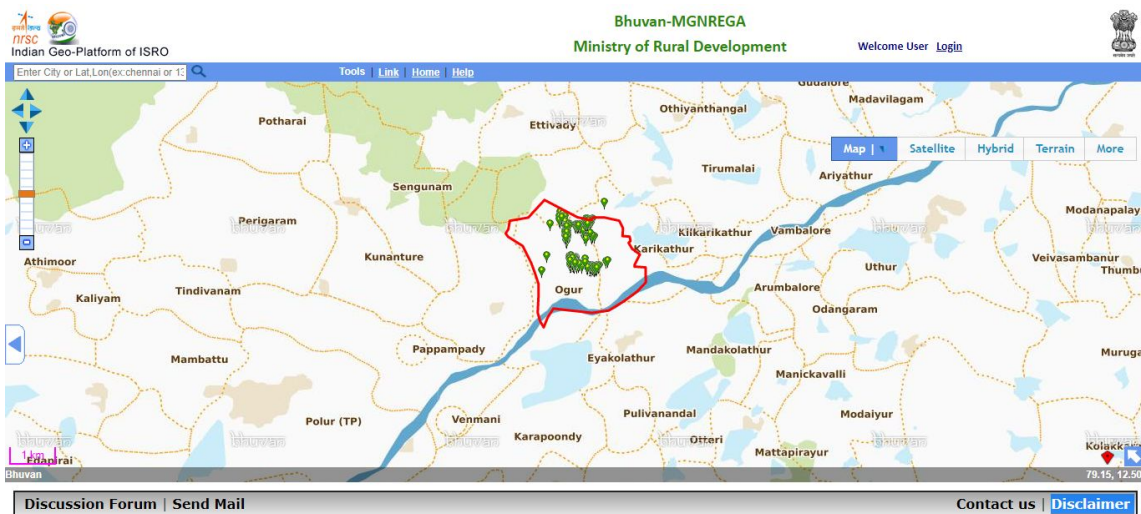 nrsc
Indian Geo-Platform of ISRO
Bhuvan-MGNREGA
Ministry of Rural Development
Welcome User Login
Enter City or Lat,Lon(ex:chennai or 13
Tools | Link | Home | Help
Map | Satellite Hybrid Terrain More
Gudalore
Madavilagam
Othiyanthangal
Potharai
Ettivady
Tirumalai
Ariyathur
Sengunam
Modanapalay
Perigaram
Kilkarikathur
Vambalore
Karikathur
Kunanture
Athimoor
Veivasambanur
Uthur
Thumb
Tindivanam
Kaliyam
Ogur
Arumbalore
Odangaram
Pappampady
Mandakolathur
Muruga
Mambattu
Eyakolathur
Manickavalli
Pulivanandal
Modaiyur
Polur (TP)
Venmani
Karapoondy
Otteri
Mattapirayur
Kolakkar
1 km
Edapirai
Bhuvan
79.15, 12.50
Discussion Forum | Send Mail
Contact us | Disclaimer